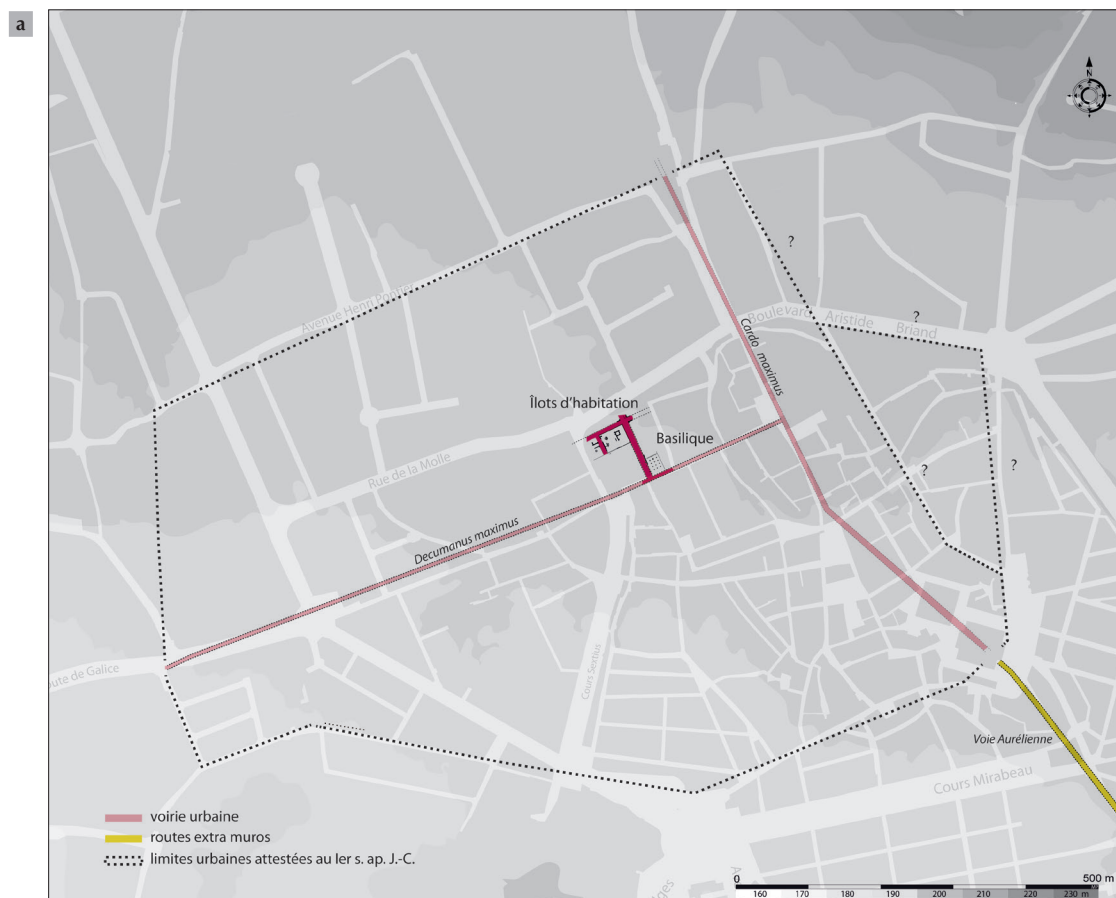 a
N
?
Avenue Henri Pontier
?
Boulevard Aristide Briand
Cardo maximus
Îlots d'habitation
Basilique
Rue de la Molle
?
?
Decumanus maximus
oute de Galice
Cours Sextius
Voie Aurélienne
Cours Mirabeau
voirie urbaine
routes extra muros
limites urbaines attestées au Ier s. ap. J.-C.
0 500 m
160 170 180 190 200 210 220 230 m